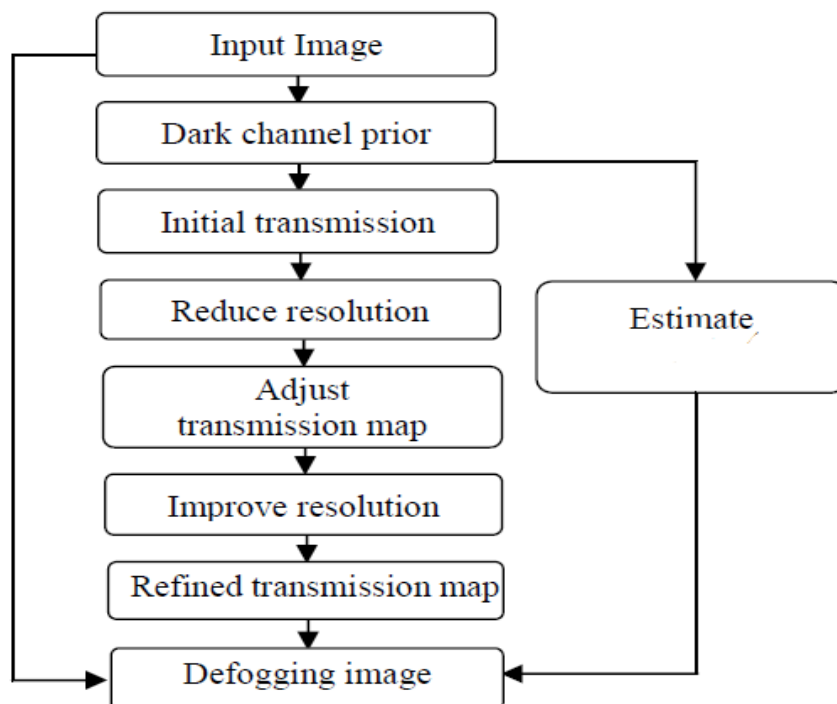 Input Image
Dark channel prior
Initial transmission
Reduce resolution
Estimate
Adjust
transmission map
Improve resolution
Refined transmission map
Defogging image